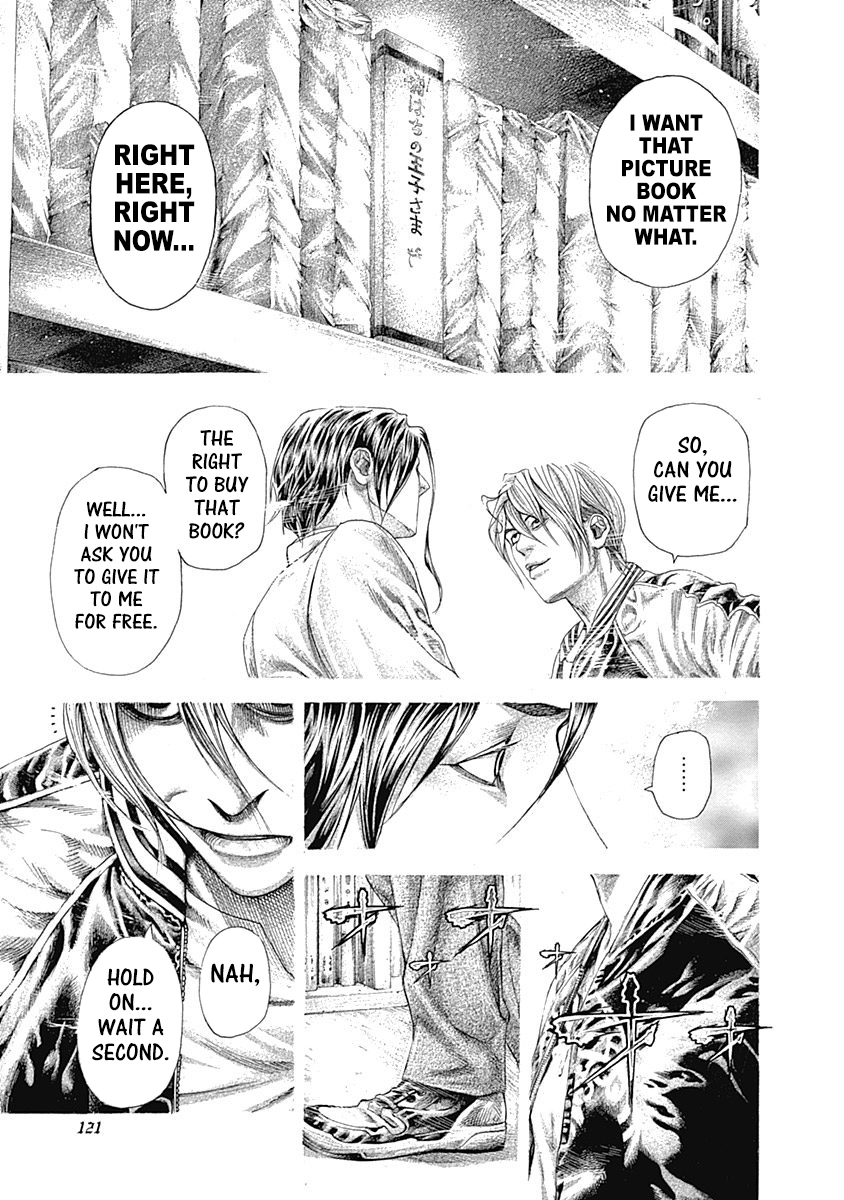 I WANT
THAT
PICTURE
BOOK
NO MATTER
WHAT.
RIGHT
HERE,
RIGHT
NOW...
SO,
CAN YOU
GIVE ME...
THE
RIGHT
TO BUY
THAT
BOOK?
WELL...
I WON'T
ASK YOU
TO GIVE IT
TO ME
FOR FREE.
......
...
NAH,
HOLD
ON...
WAIT A
SECOND.
121